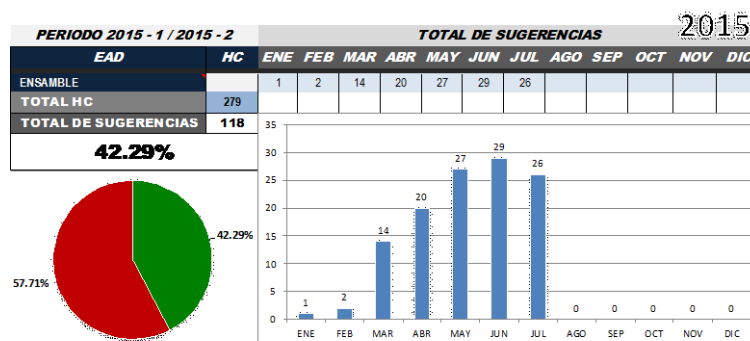 PERIODO 2015 - 1 / 2015 - 2 TOTAL DE SUGERENCIAS 2015
EAD HC ENE FEB MAR ABR MAY JUN JUL AGO SEP OCT NOV DIC
ENSAMBLE 1 2 14 20 27 29 26
TOTAL HC 279
TOTAL DE SUGERENCIAS 118
42.29%
42.29%
57.71%
35
30
25
20
15
10
5
0
1 2 14 20 27 29 26 0 0 0 0 0
ENE FEB MAR ABR MAY JUN JUL AGO SEP OCT NOV DIC